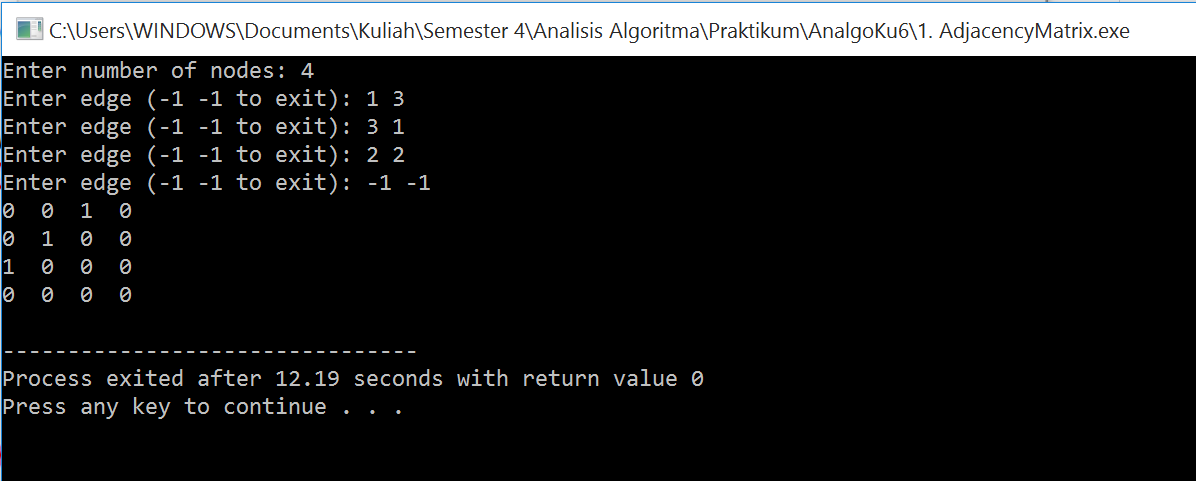 C:\Users\WINDOWS\Documents\Kuliah\Semester 4\Analisis Algoritma\Praktikum\AnalgoKu6\1. AdjacencyMatrix.exe
Enter number of nodes: 4
Enter edge (-1 -1 to exit): 1 3
Enter edge (-1 -1 to exit): 3 1
Enter edge (-1 -1 to exit): 2 2
Enter edge (-1 -1 to exit): -1 -1
0  0  1  0
0  1  0  0
1  0  0  0
0  0  0  0
--------------------------------
Process exited after 12.19 seconds with return value 0
Press any key to continue . . .